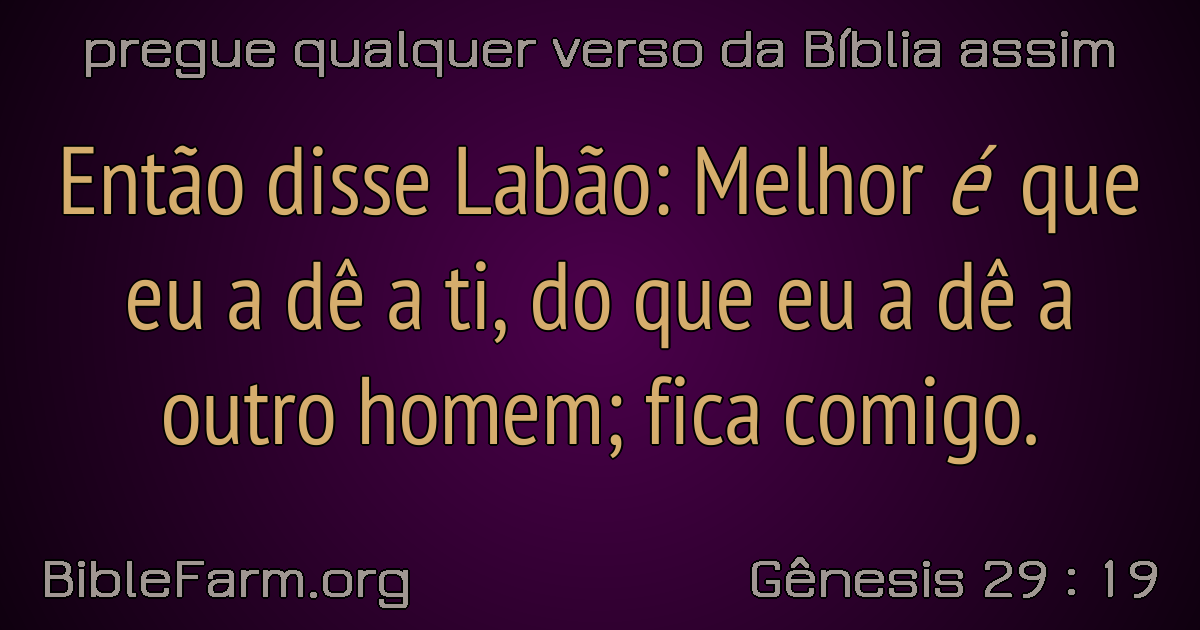 pregue qualquer verso da Bíblia assim
Então disse Labão: Melhor é que
eu a dê a ti, do que eu a dê a
outro homem; fica comigo.
BibleFarm.org
Gênesis 29 : 19